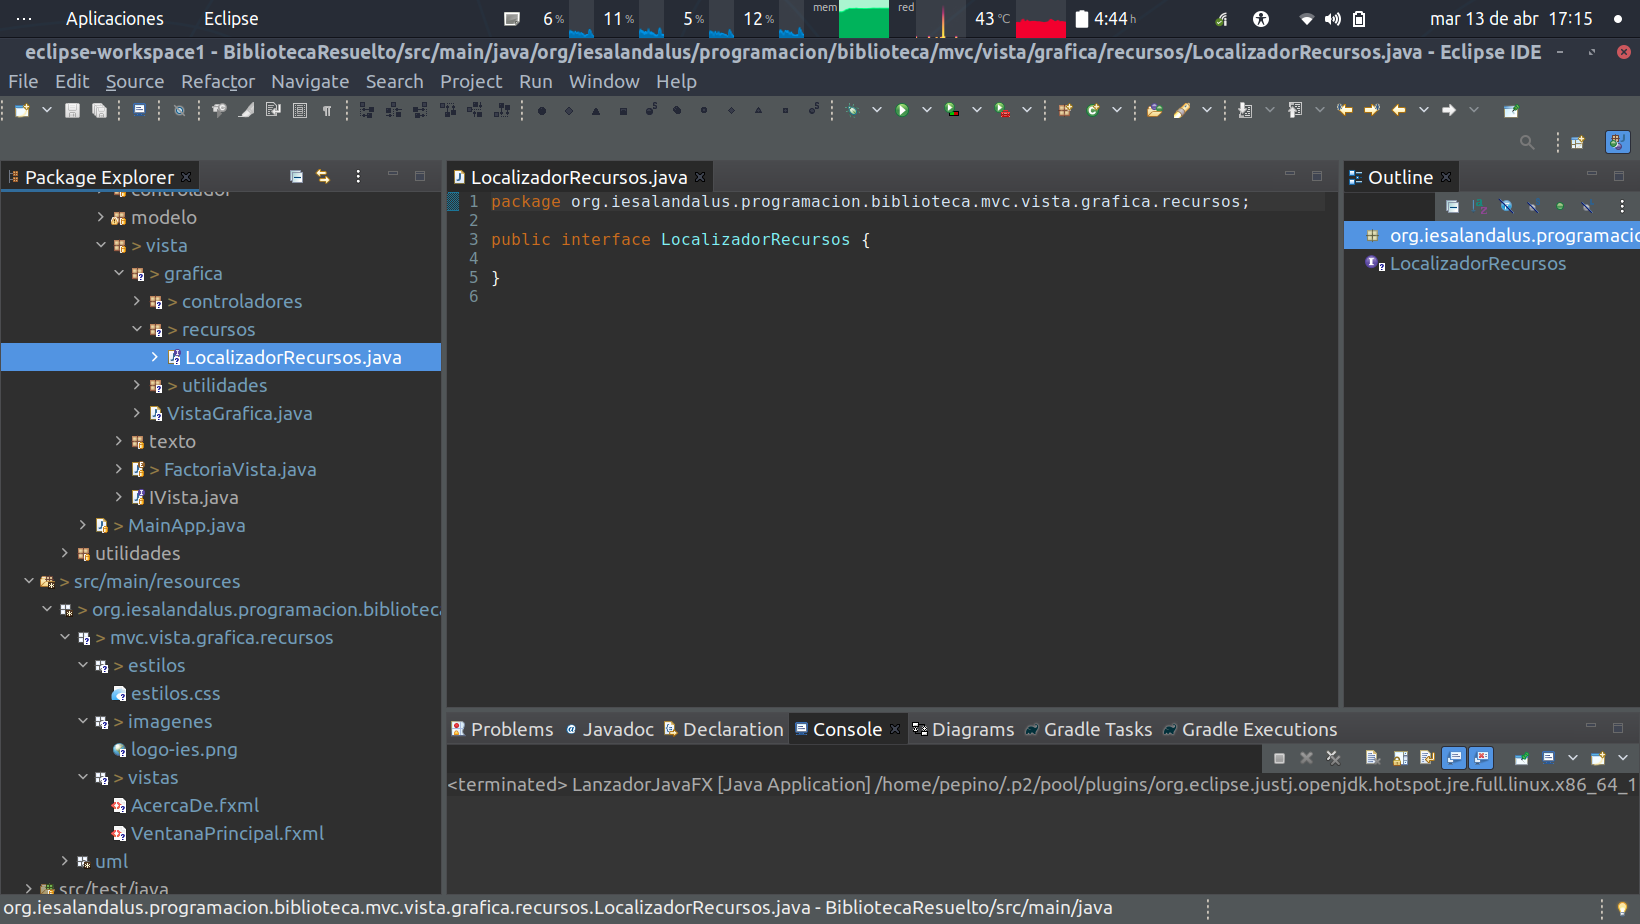 Aplicaciones Eclipse 6 % 11 % 5 % 12 % mem red 43 °C 4:44 h mar 13 de abr 17:15
eclipse-workspace1 - BibliotecaResuelto/src/main/java/org/iesalandalus/programacion/biblioteca/mvc/vista/grafica/recursos/LocalizadorRecursos.java - Eclipse IDE
File Edit Source Refactor Navigate Search Project Run Window Help
Package Explorer
controlador
modelo
> vista
> grafica
> controladores
> recursos
LocalizadorRecursos.java
> utilidades
VistaGrafica.java
texto
> FactoriaVista.java
IVista.java
> MainApp.java
utilidades
> src/main/resources
> org.iesalandalus.programacion.biblioteca
> mvc.vista.grafica.recursos
> estilos
estilos.css
> imagenes
logo-ies.png
> vistas
AcercaDe.fxml
VentanaPrincipal.fxml
uml
src/test/java
LocalizadorRecursos.java
1 package org.iesalandalus.programacion.biblioteca.mvc.vista.grafica.recursos;
2
3 public interface LocalizadorRecursos {
4
5 }
6
Outline
org.iesalandalus.programacio
LocalizadorRecursos
Problems Javadoc Declaration Console Diagrams Gradle Tasks Gradle Executions
<terminated> LanzadorJavaFX [Java Application] /home/pepino/.p2/pool/plugins/org.eclipse.justj.openjdk.hotspot.jre.full.linux.x86_64_1
org.iesalandalus.programacion.biblioteca.mvc.vista.grafica.recursos.LocalizadorRecursos.java - BibliotecaResuelto/src/main/java